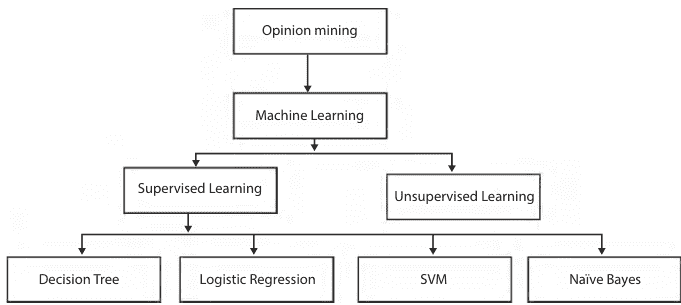 Opinion mining
Machine Learning
Supervised Learning
Unsupervised Learning
Decision Tree
Logistic Regression
SVM
Naïve Bayes